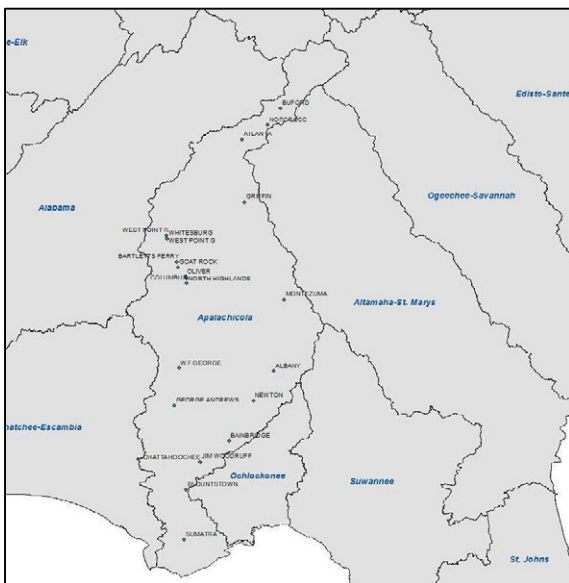 e-Elk
Edisto-Sante
BUFORD
NORCROSS
ATLANTA
Ogeechee-Savannah
GRIFFIN
Alabama
WEST POINT R
WHITESBURG
WEST POINT G
BARTLETTS FERRY
GOAT ROCK
OLIVER
COLUMBUS
NORTH HIGHLANDS
MONTEZUMA
Altamaha-St. Marys
Apalachicola
W.F.GEORGE
ALBANY
GEORGE ANDREWS
NEWTON
hatchee-Escambia
BAINBRIDGE
CHATTAHOOCHEE
JIM WOODRUFF
Ochlockonee
Suwannee
BLOUNTSTOWN
SUMATRA
St. Johns